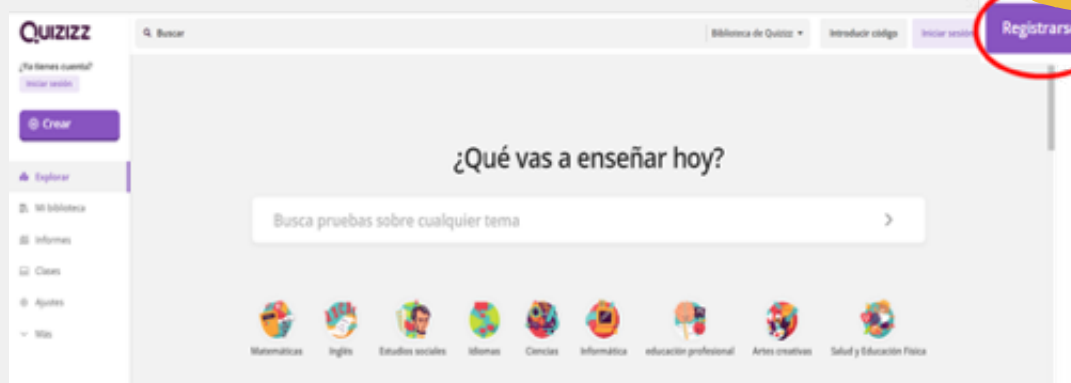 QUIZIZZ
Buscar
Biblioteca de Quizizz
Introducir código
Iniciar sesión
Registrarse
¿Ya tienes cuenta?
Iniciar sesión
Crear
Explorar
Mi biblioteca
Informes
Clases
Ajustes
Más
¿Qué vas a enseñar hoy?
Busca pruebas sobre cualquier tema
Matemáticas
Inglés
Estudios sociales
Idiomas
Ciencias
Informática
educación profesional
Artes creativas
Salud y Educación Física